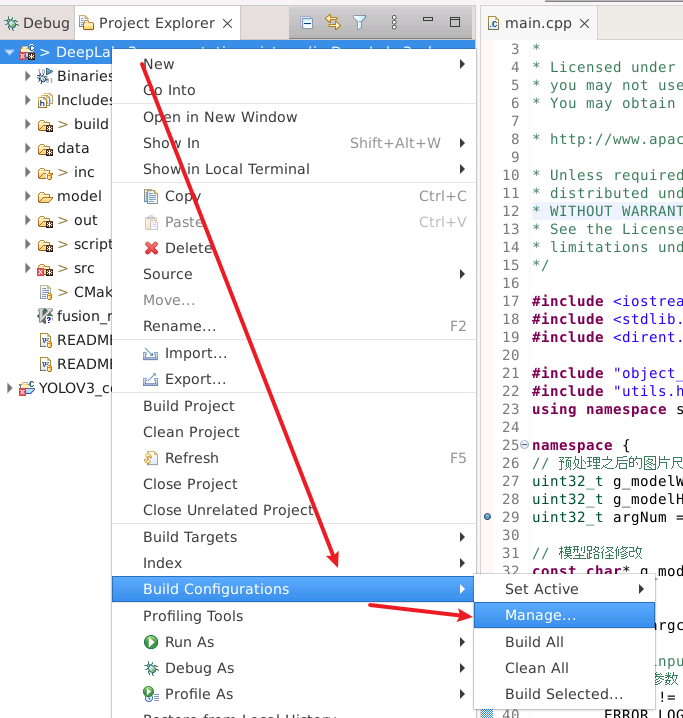 Debug Project Explorer
> DeepLab
Binaries
Includes
> build
data
> inc
model
> out
> script
> src
> CMak
fusion_r
README
README
YOLOV3_c
New
Go Into
Open in New Window
Show In Shift+Alt+W
Show in Local Terminal
Copy Ctrl+C
Paste Ctrl+V
Delete
Source
Move...
Rename... F2
Import...
Export...
Build Project
Clean Project
Refresh F5
Close Project
Close Unrelated Project
Build Targets
Index
Build Configurations
Profiling Tools
Run As
Debug As
Profile As
Restore from Local History
Set Active
Manage...
Build All
Clean All
Build Selected...
main.cpp
3 *
4 * Licensed under
5 * you may not use
6 * You may obtain
7
8 * http://www.apac
9
10 * Unless required
11 * distributed und
12 * WITHOUT WARRANT
13 * See the License
14 * limitations und
15 */
16
17 #include <iostrea
18 #include <stdlib.
19 #include <dirent.
20
21 #include "object_
22 #include "utils.h
23 using namespace s
24
25 namespace {
26 // 预处理之后的图片尺
27 uint32_t g_modelW
28 uint32_t g_modelH
29 uint32_t argNum =
30
31 // 模型路径修改
32 const char* g_mod
argc
inpu
参数
!=
40 ERROR_LOG